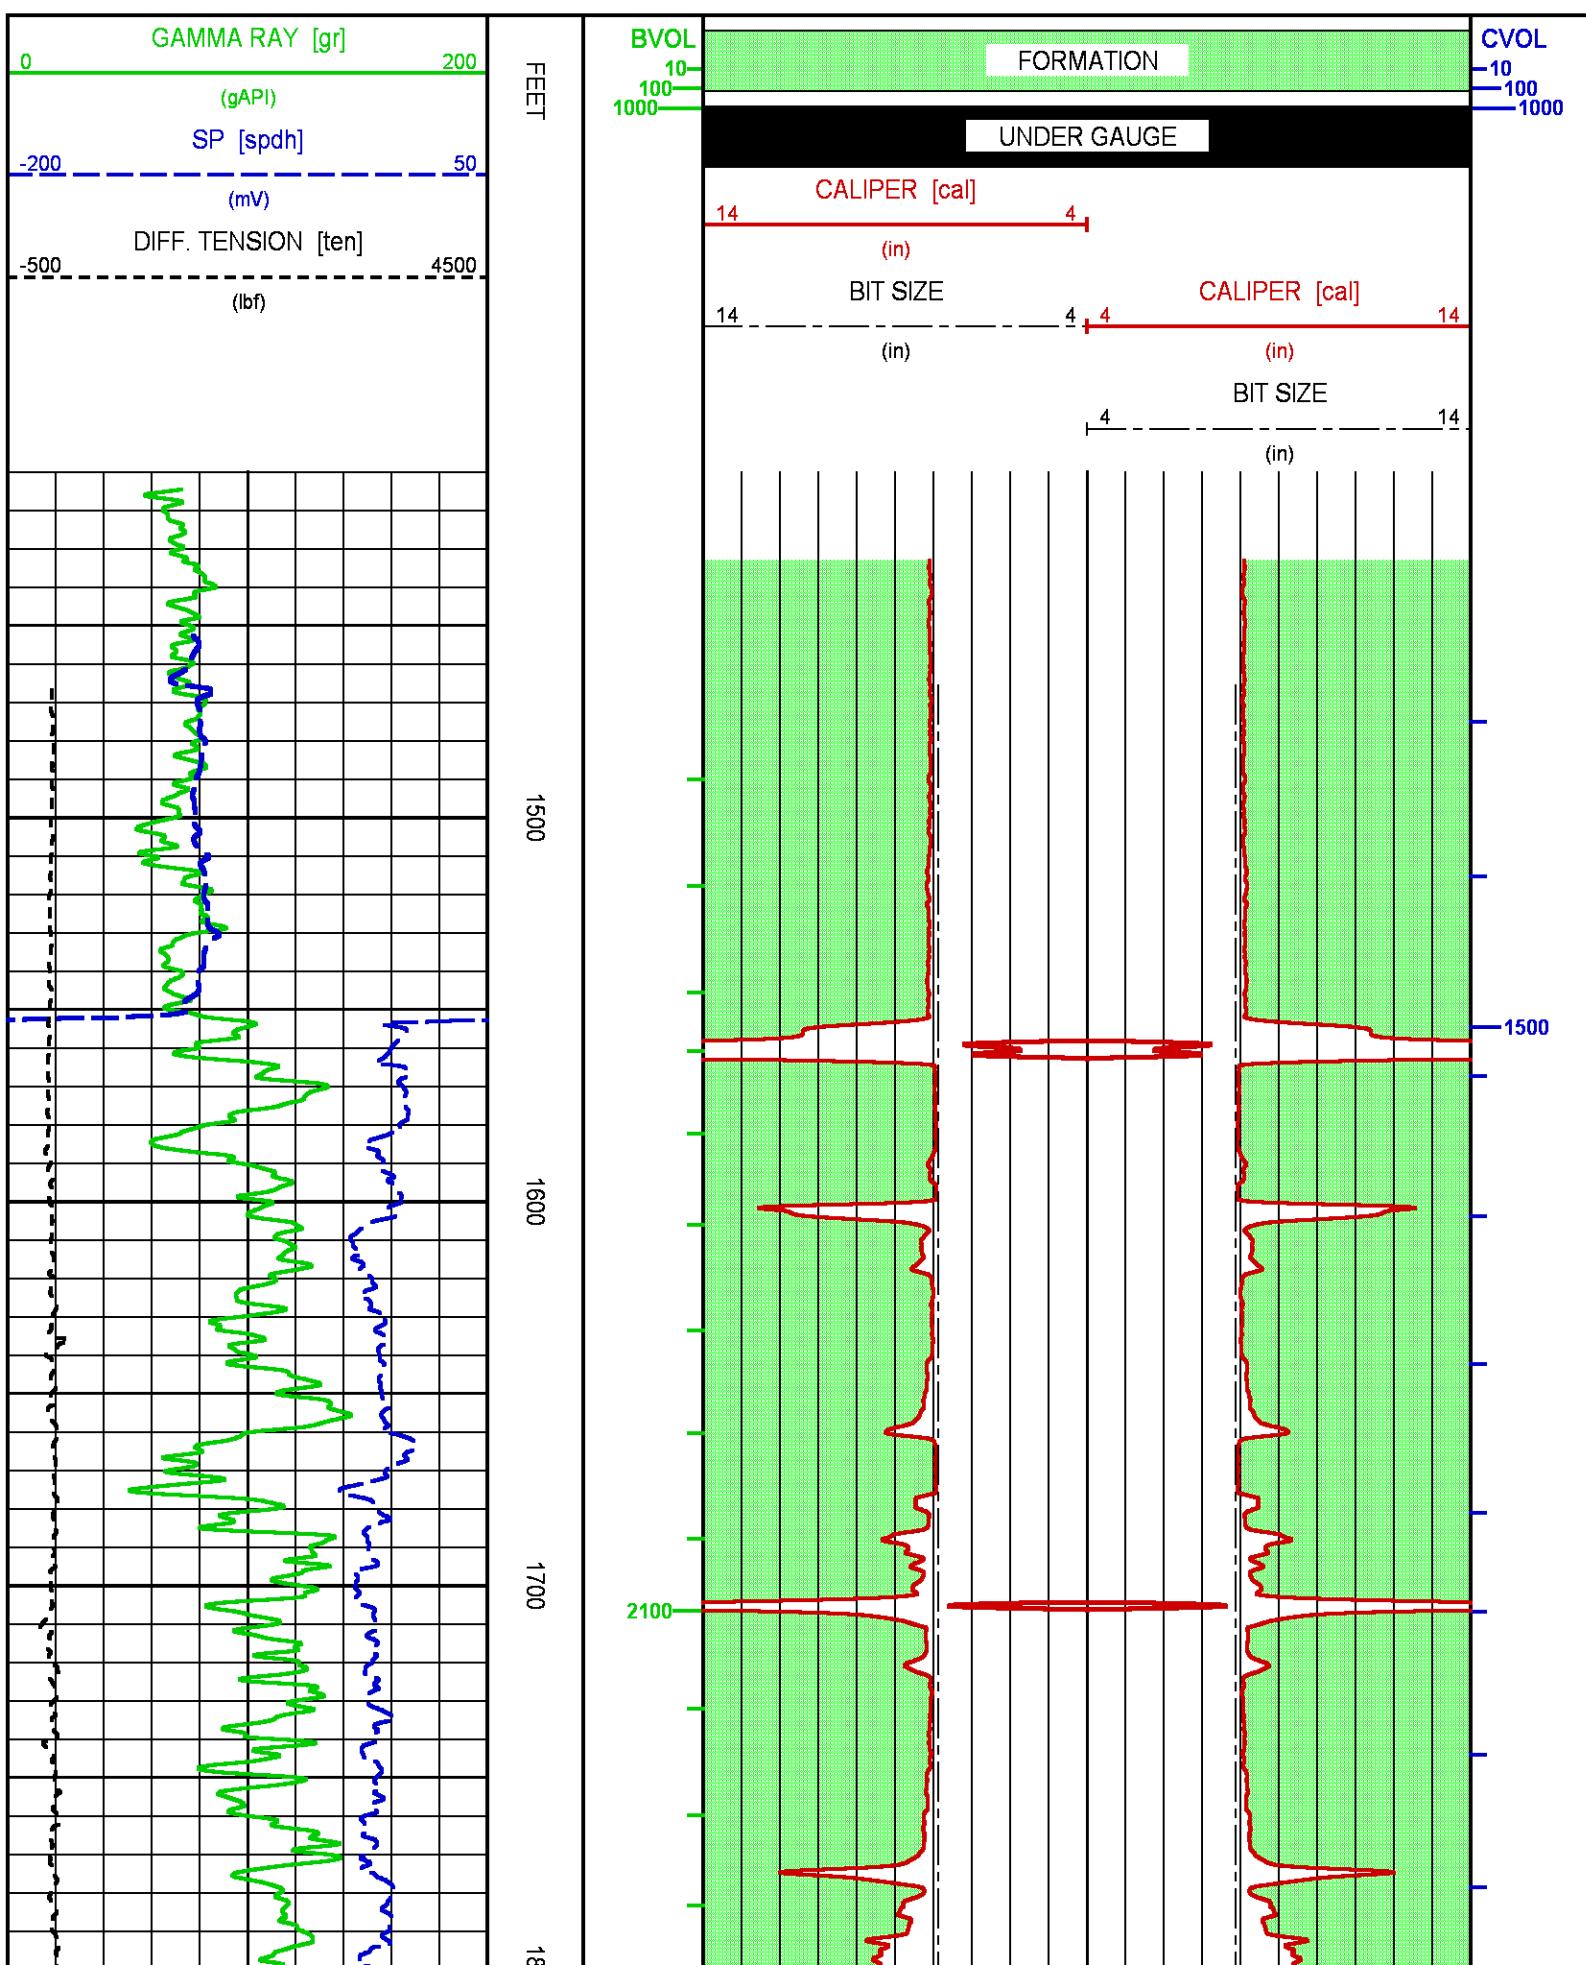 GAMMA RAY [gr]
0 200
(gAPI)
SP [spdh]
-200 50
(mV)
DIFF. TENSION [ten]
-500 4500
(lbf)
FEET
BVOL
10
100
1000
FORMATION
UNDER GAUGE
CVOL
10
100
1000
CALIPER [cal]
14 4
(in)
BIT SIZE
14 4
(in)
CALIPER [cal]
4 14
(in)
BIT SIZE
4 14
(in)
1500
1600
1700
18
2100
1500